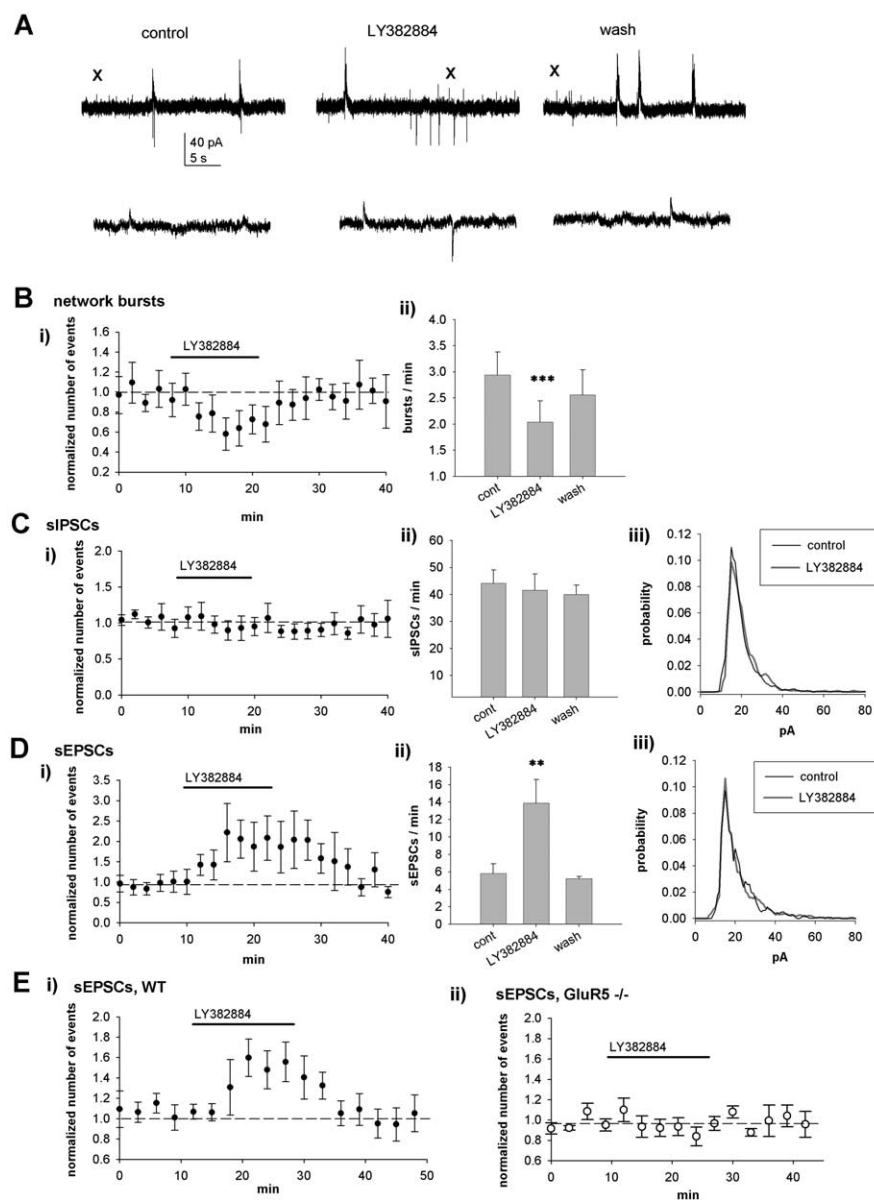 A
control
LY382884
wash
X
X
X
40 pA
5 s
B network bursts
i)
LY382884
normalized number of events
1.6
1.4
1.2
1.0
0.8
0.6
0.4
0.2
0 10 20 30 40
min
ii)
bursts / min
4.0
3.5
3.0
2.5
2.0
1.5
1.0
***
cont
LY382884
wash
C sIPSCs
i)
LY382884
normalized number of events
2.0
1.5
1.0
0.5
0.0
0 10 20 30 40
min
ii)
sIPSCs / min
60
50
40
30
20
10
cont
LY382884
wash
iii)
control
LY382884
probability
0.12
0.10
0.08
0.06
0.04
0.02
0.00
0 20 40 60 80
pA
D sEPSCs
i)
LY382884
normalized number of events
3.5
3.0
2.5
2.0
1.5
1.0
0.5
0.0
0 10 20 30 40
min
ii)
sEPSCs / min
18
16
14
12
10
8
6
4
2
0
**
cont
LY382884
wash
iii)
control
LY382884
probability
0.12
0.10
0.08
0.06
0.04
0.02
0.00
0 20 40 60 80
pA
E
i) sEPSCs, WT
LY382884
normalized number of events
2.0
1.8
1.6
1.4
1.2
1.0
0.8
0.6
0 10 20 30 40 50
min
ii) sEPSCs, GluR5 -/-
LY382884
normalized number of events
2.0
1.8
1.6
1.4
1.2
1.0
0.8
0.6
0 10 20 30 40
min